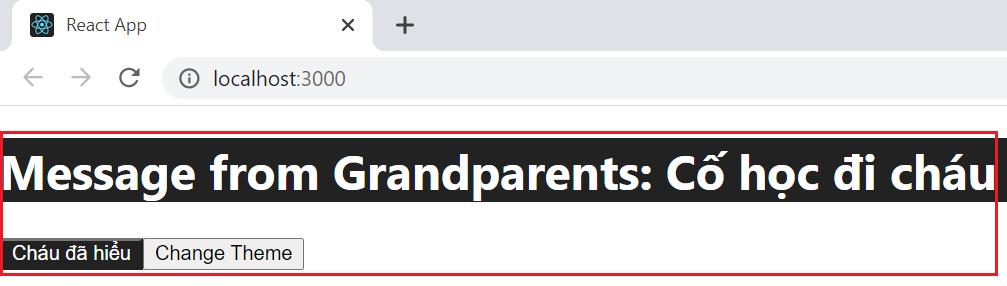 React App
localhost:3000
Message from Grandparents: Cố học đi cháu
Cháu đã hiểu Change Theme